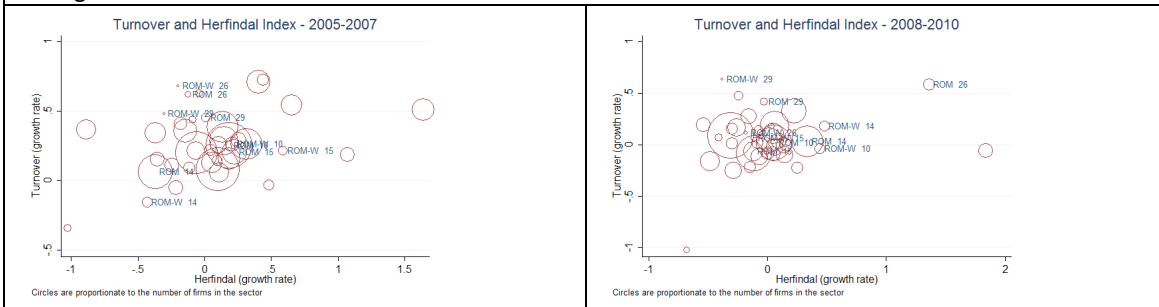 Turnover and Herfindal Index - 2005-2007
Turnover (growth rate)
1
.5
0
-.5
ROM-W 26
ROM 26
ROM-W 29
ROM 29
ROM-W 10
ROM 15
ROM-W 15
ROM 14
ROM-W 14
-1
-.5
0
.5
1
1.5
Herfindal (growth rate)
Circles are proportionate to the number of firms in the sector
Turnover and Herfindal Index - 2008-2010
Turnover (growth rate)
1
.5
0
-.5
-1
ROM-W 29
ROM 26
ROM 29
ROM-W 14
ROM-W 26
ROM 14
ROM 10
ROM-W 10
-1
0
1
2
Herfindal (growth rate)
Circles are proportionate to the number of firms in the sector